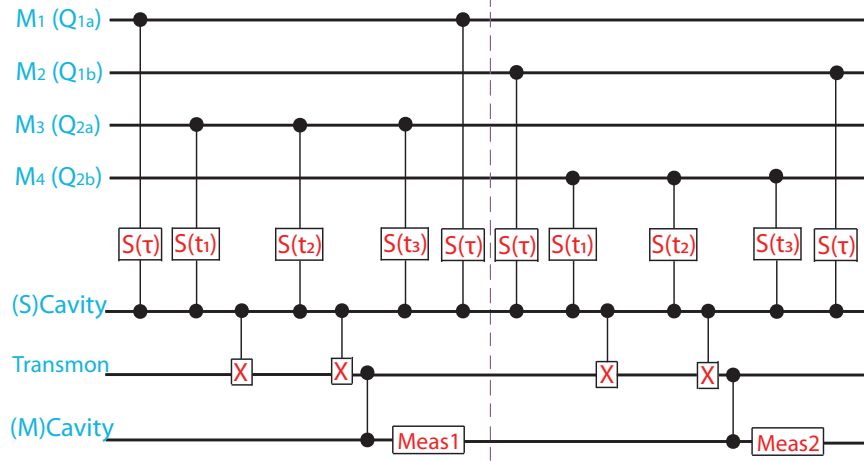 M₁ (Q₁ₐ)
M₂ (Q₁b)
M₃ (Q₂ₐ)
M₄ (Q₂b)
S(τ) S(t₁) S(t₂) S(t₃) S(τ) S(τ) S(t₁) S(t₂) S(t₃) S(τ)
(S)Cavity
Transmon X X X X
(M)Cavity Meas1 Meas2